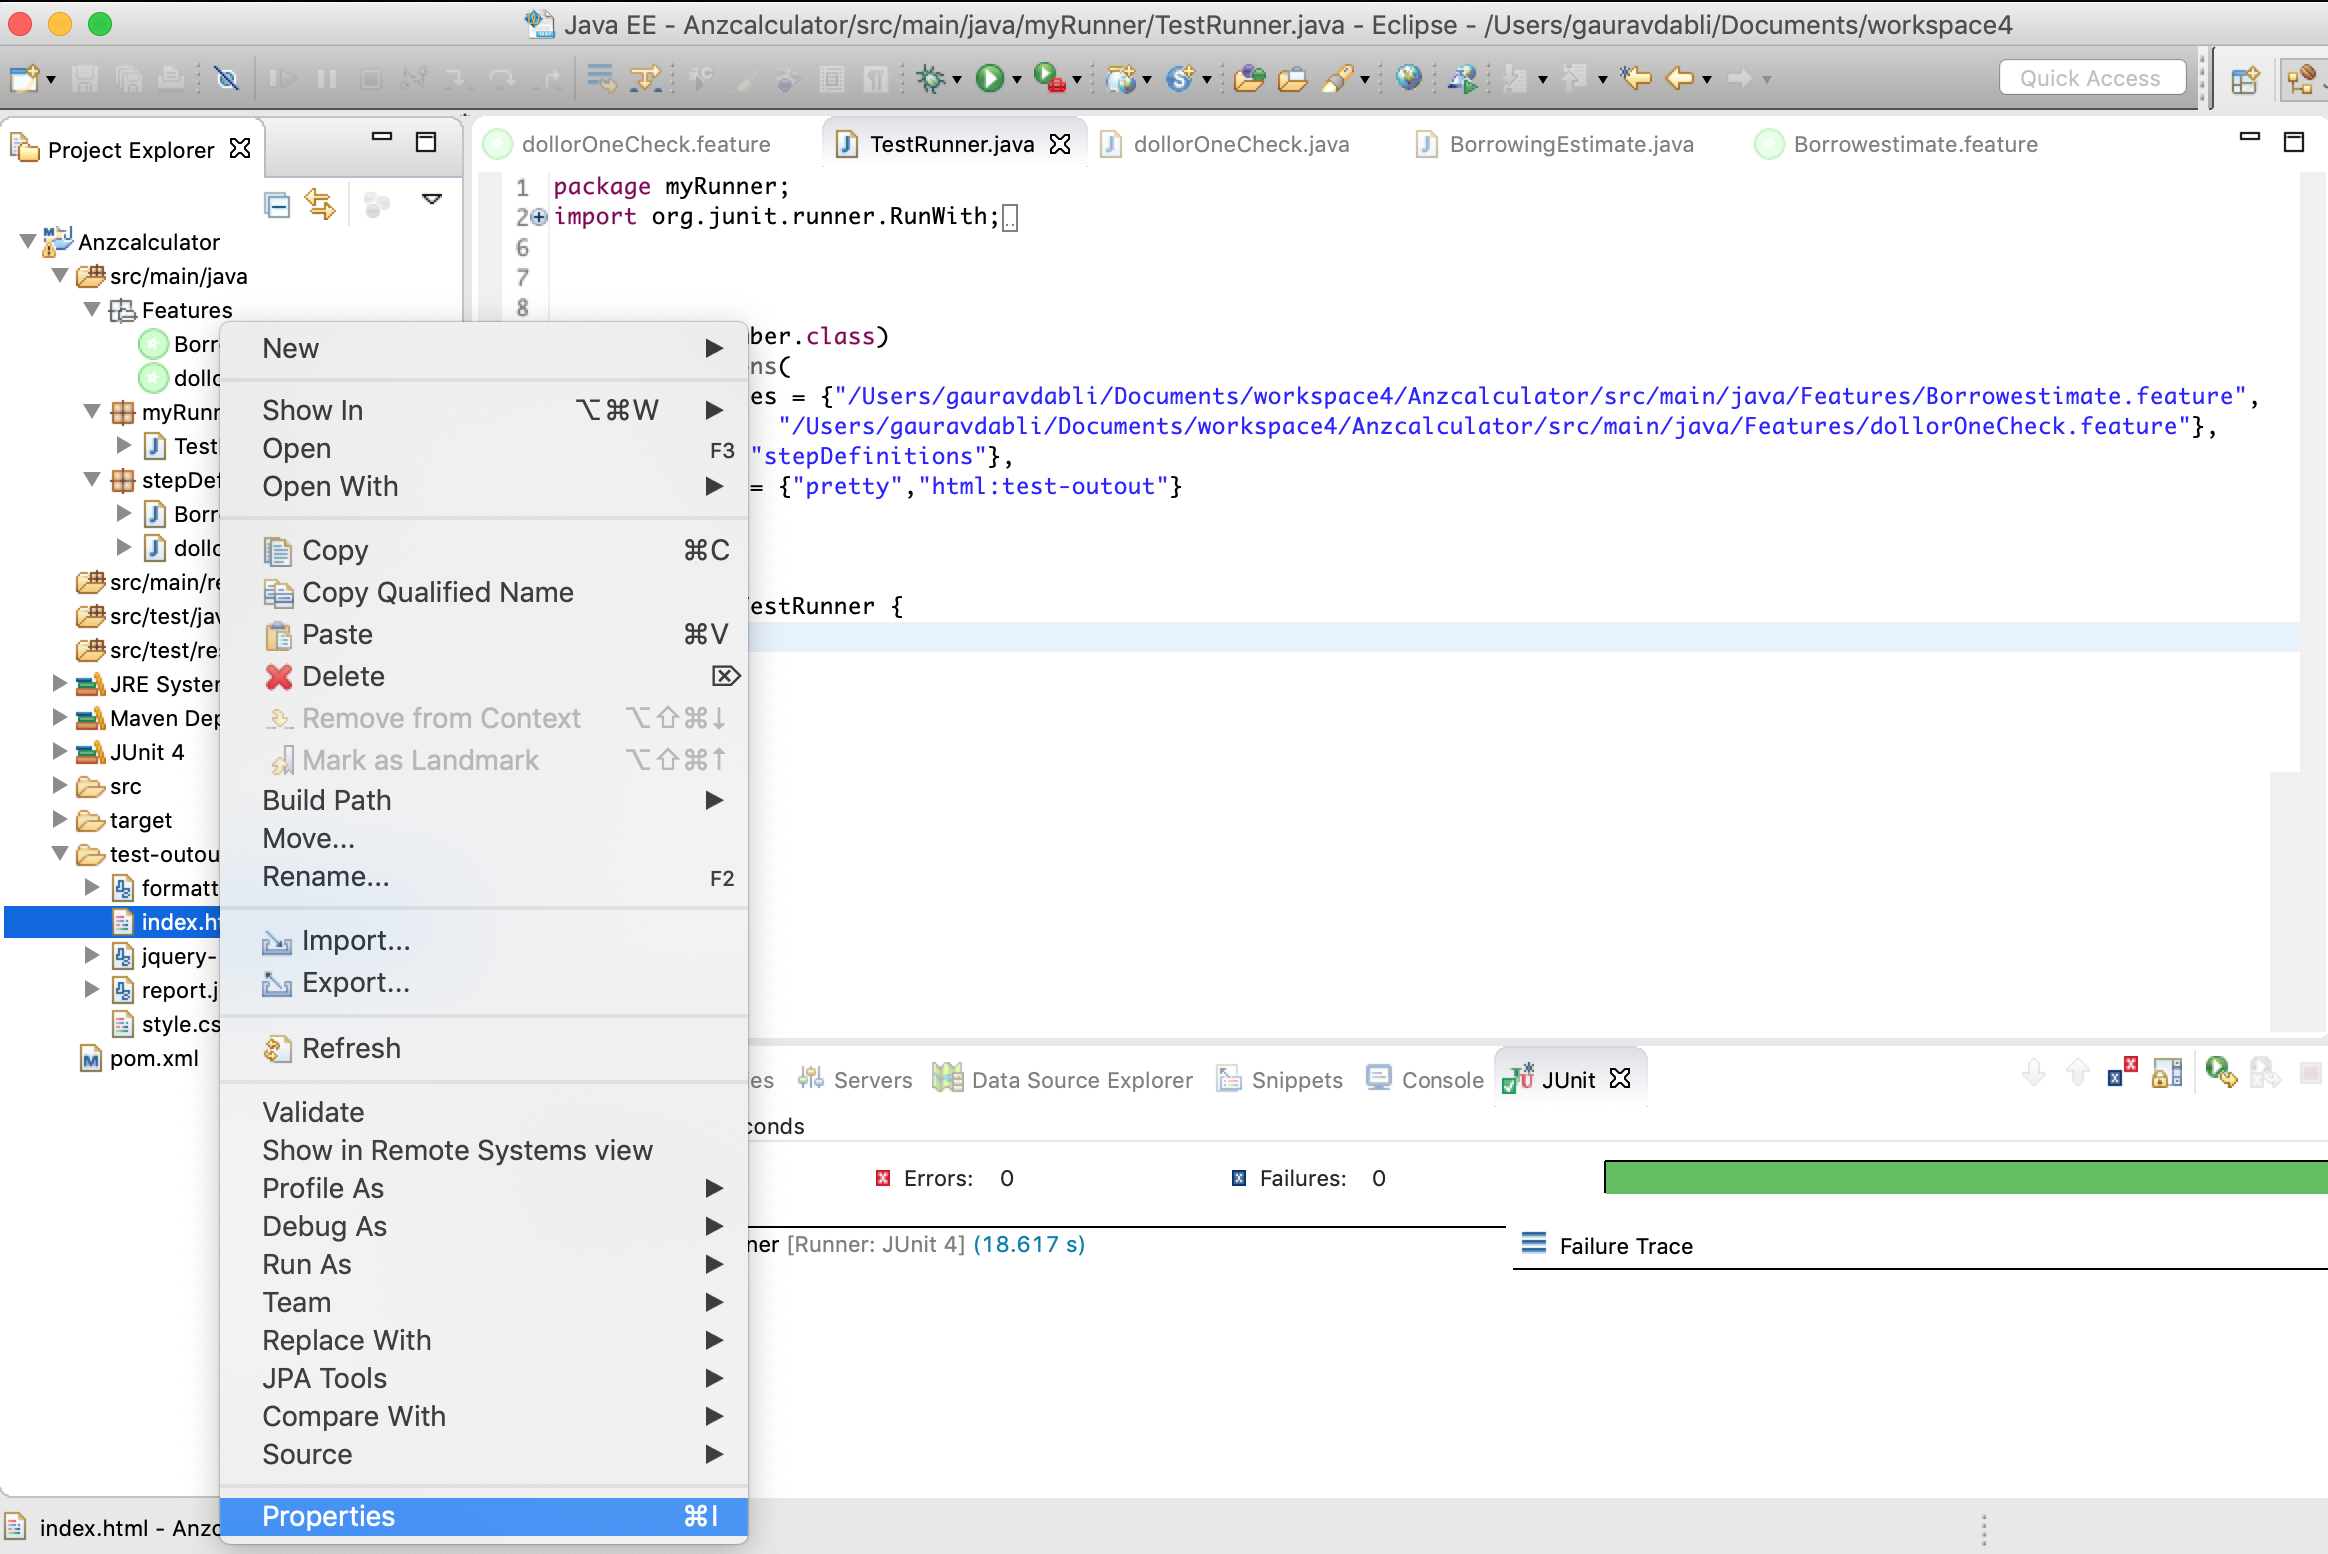 Java EE - Anzcalculator/src/main/java/myRunner/TestRunner.java - Eclipse - /Users/gauravdabli/Documents/workspace4
Quick Access
Project Explorer
dollorOneCheck.feature
TestRunner.java
dollorOneCheck.java
BorrowingEstimate.java
Borrowestimate.feature
Anzcalculator
src/main/java
Features
Borr
dollc
myRunr
Test
stepDef
Borr
dollc
src/main/re
src/test/jav
src/test/res
JRE System
Maven Dep
JUnit 4
src
target
test-outou
formatt
index.ht
jquery-
report.j
style.cs
pom.xml
1 package myRunner;
2 import org.junit.runner.RunWith;
6
7
8
ber.class)
ns(
es = {"/Users/gauravdabli/Documents/workspace4/Anzcalculator/src/main/java/Features/Borrowestimate.feature",
"/Users/gauravdabli/Documents/workspace4/Anzcalculator/src/main/java/Features/dollorOneCheck.feature"},
"stepDefinitions"},
= {"pretty","html:test-outout"}
estRunner {
New
Show In ⌥⌘W
Open F3
Open With
Copy ⌘C
Copy Qualified Name
Paste ⌘V
Delete ⌦
Remove from Context ⌥⇧⌘↓
Mark as Landmark ⌥⇧⌘↑
Build Path
Move...
Rename... F2
Import...
Export...
Refresh
Validate
Show in Remote Systems view
Profile As
Debug As
Run As
Team
Replace With
JPA Tools
Compare With
Source
Properties ⌘I
es
Servers
Data Source Explorer
Snippets
Console
JUnit
conds
Errors: 0
Failures: 0
ner [Runner: JUnit 4] (18.617 s)
Failure Trace
index.html - Anzc